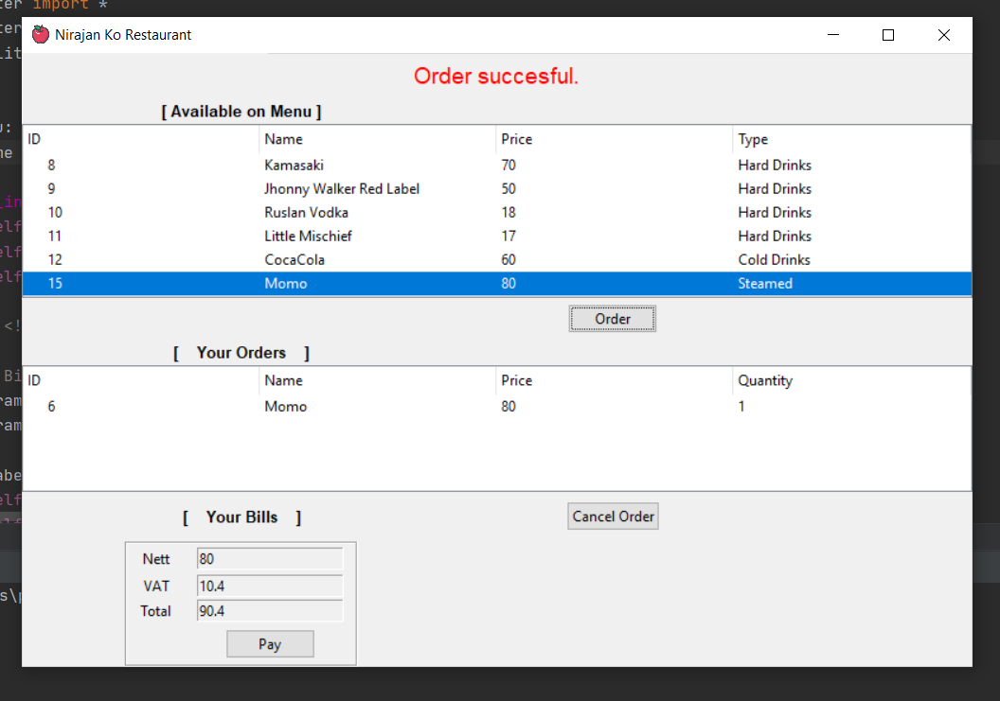 import *
Nirajan Ko Restaurant
Order succesful.
[ Available on Menu ]
ID Name Price Type
8 Kamasaki 70 Hard Drinks
9 Jhonny Walker Red Label 50 Hard Drinks
10 Ruslan Vodka 18 Hard Drinks
11 Little Mischief 17 Hard Drinks
12 CocaCola 60 Cold Drinks
15 Momo 80 Steamed
Order
[ Your Orders ]
ID Name Price Quantity
6 Momo 80 1
[ Your Bills ]
Cancel Order
Nett 80
VAT 10.4
Total 90.4
Pay